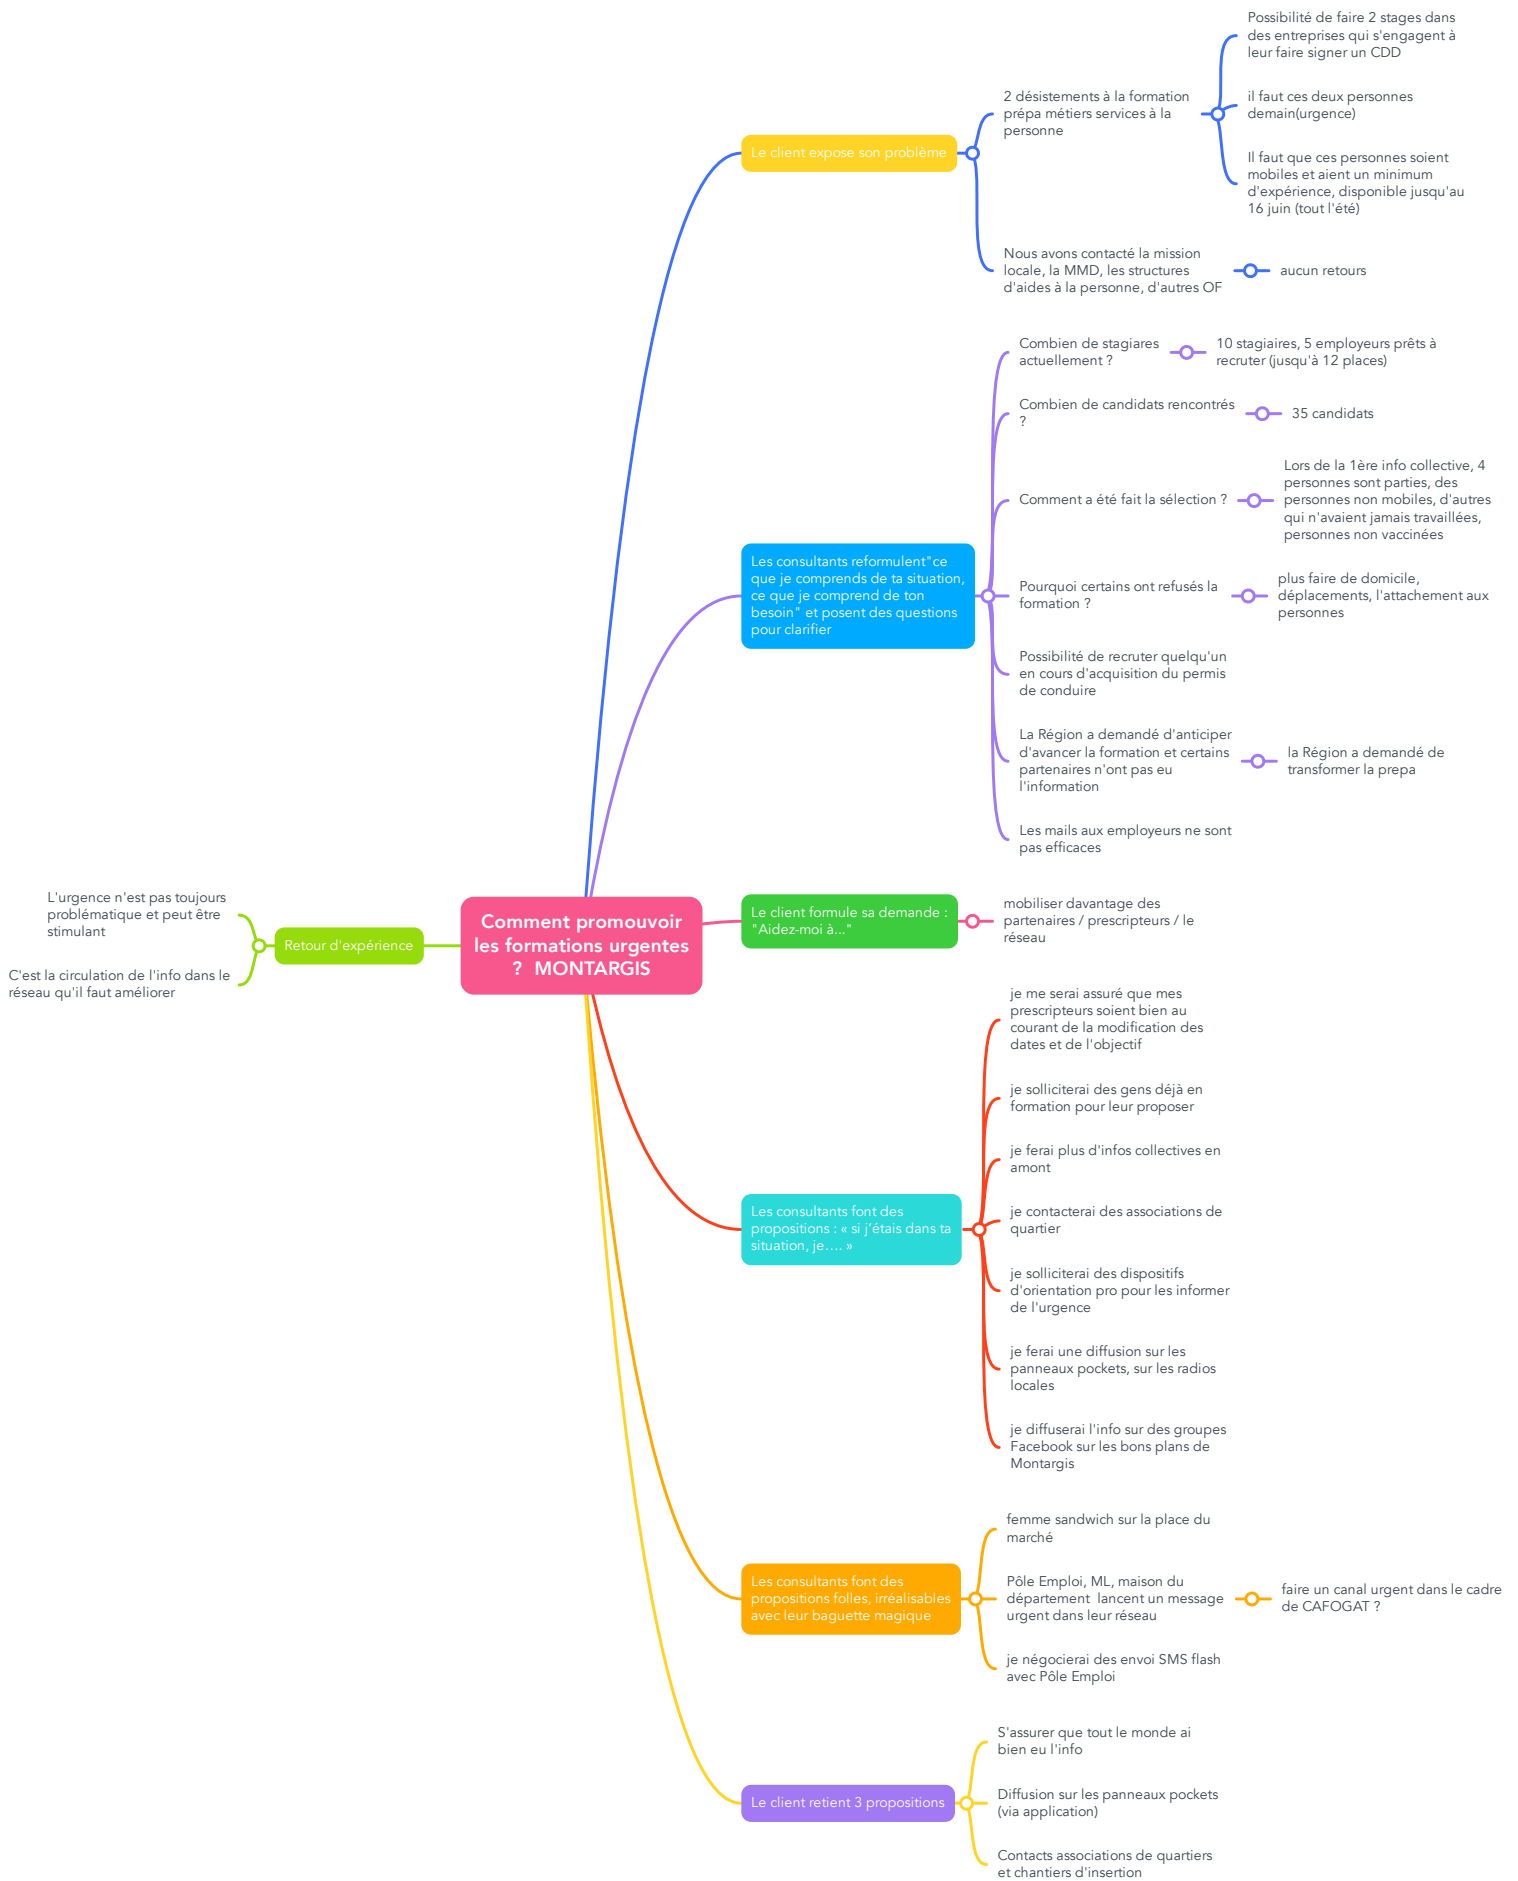 Comment promouvoir
les formations urgentes
?  MONTARGIS
Le client expose son problème
2 désistements à la formation
prépa métiers services à la
personne
Possibilité de faire 2 stages dans
des entreprises qui s'engagent à
leur faire signer un CDD
il faut ces deux personnes
demain(urgence)
Il faut que ces personnes soient
mobiles et aient un minimum
d'expérience, disponible jusqu'au
16 juin (tout l'été)
Nous avons contacté la mission
locale, la MMD, les structures
d'aides à la personne, d'autres OF
aucun retours
Les consultants reformulent"ce
que je comprends de ta situation,
ce que je comprend de ton
besoin" et posent des questions
pour clarifier
Combien de stagiares
actuellement ?
10 stagiaires, 5 employeurs prêts à
recruter (jusqu'à 12 places)
Combien de candidats rencontrés
?
35 candidats
Comment a été fait la sélection ?
Lors de la 1ère info collective, 4
personnes sont parties, des
personnes non mobiles, d'autres
qui n'avaient jamais travaillées,
personnes non vaccinées
Pourquoi certains ont refusés la
formation ?
plus faire de domicile,
déplacements, l'attachement aux
personnes
Possibilité de recruter quelqu'un
en cours d'acquisition du permis
de conduire
La Région a demandé d'anticiper
d'avancer la formation et certains
partenaires n'ont pas eu
l'information
la Région a demandé de
transformer la prepa
Les mails aux employeurs ne sont
pas efficaces
Le client formule sa demande :
"Aidez-moi à..."
mobiliser davantage des
partenaires / prescripteurs / le
réseau
Les consultants font des
propositions : « si j'étais dans ta
situation, je…. »
je me serai assuré que mes
prescripteurs soient bien au
courant de la modification des
dates et de l'objectif
je solliciterai des gens déjà en
formation pour leur proposer
je ferai plus d'infos collectives en
amont
je contacterai des associations de
quartier
je solliciterai des dispositifs
d'orientation pro pour les informer
de l'urgence
je ferai une diffusion sur les
panneaux pockets, sur les radios
locales
je diffuserai l'info sur des groupes
Facebook sur les bons plans de
Montargis
Les consultants font des
propositions folles, irréalisables
avec leur baguette magique
femme sandwich sur la place du
marché
Pôle Emploi, ML, maison du
département  lancent un message
urgent dans leur réseau
faire un canal urgent dans le cadre
de CAFOGAT ?
je négocierai des envoi SMS flash
avec Pôle Emploi
Le client retient 3 propositions
S'assurer que tout le monde ai
bien eu l'info
Diffusion sur les panneaux pockets
(via application)
Contacts associations de quartiers
et chantiers d'insertion
Retour d'expérience
L'urgence n'est pas toujours
problématique et peut être
stimulant
C'est la circulation de l'info dans le
réseau qu'il faut améliorer